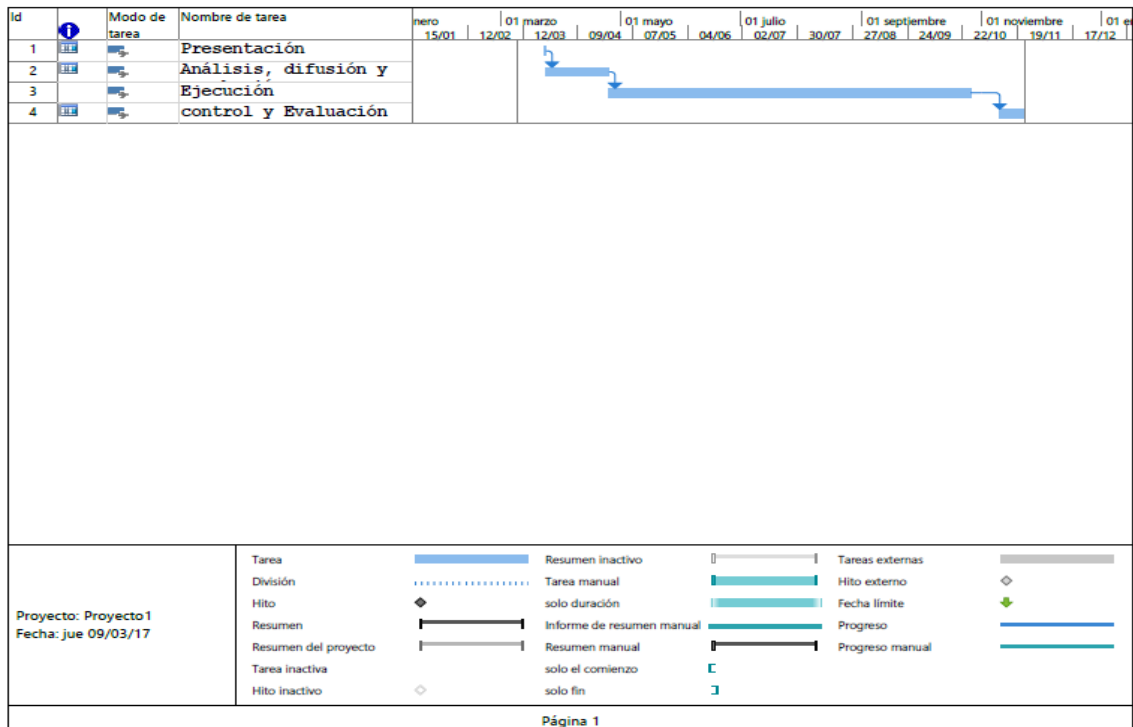 Id Modo de tarea Nombre de tarea
nero 01 marzo 01 mayo 01 julio 01 septiembre 01 noviembre 01 e
15/01 12/02 12/03 09/04 07/05 04/06 02/07 30/07 27/08 24/09 22/10 19/11 17/12
1 Presentación
2 Análisis, difusión y
3 Ejecución
4 control y Evaluación
Proyecto: Proyecto1
Fecha: jue 09/03/17
Tarea
División
Hito
Resumen
Resumen del proyecto
Tarea inactiva
Hito inactivo
Resumen inactivo
Tarea manual
solo duración
Informe de resumen manual
Resumen manual
solo el comienzo
solo fin
Tareas externas
Hito externo
Fecha límite
Progreso
Progreso manual
Página 1